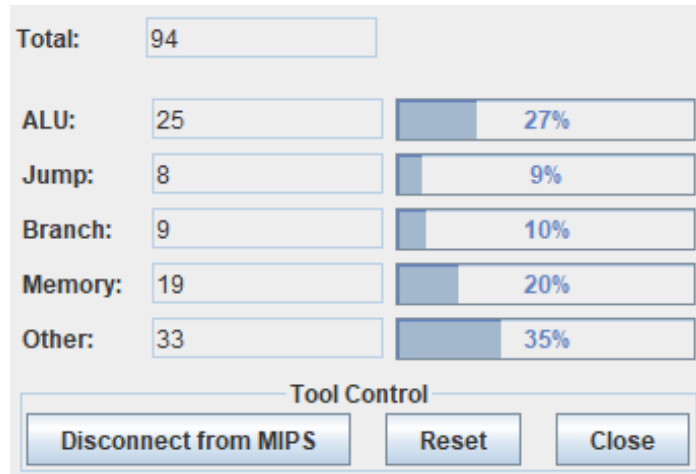 Total: 94
ALU: 25 27%
Jump: 8 9%
Branch: 9 10%
Memory: 19 20%
Other: 33 35%
Tool Control
Disconnect from MIPS Reset Close